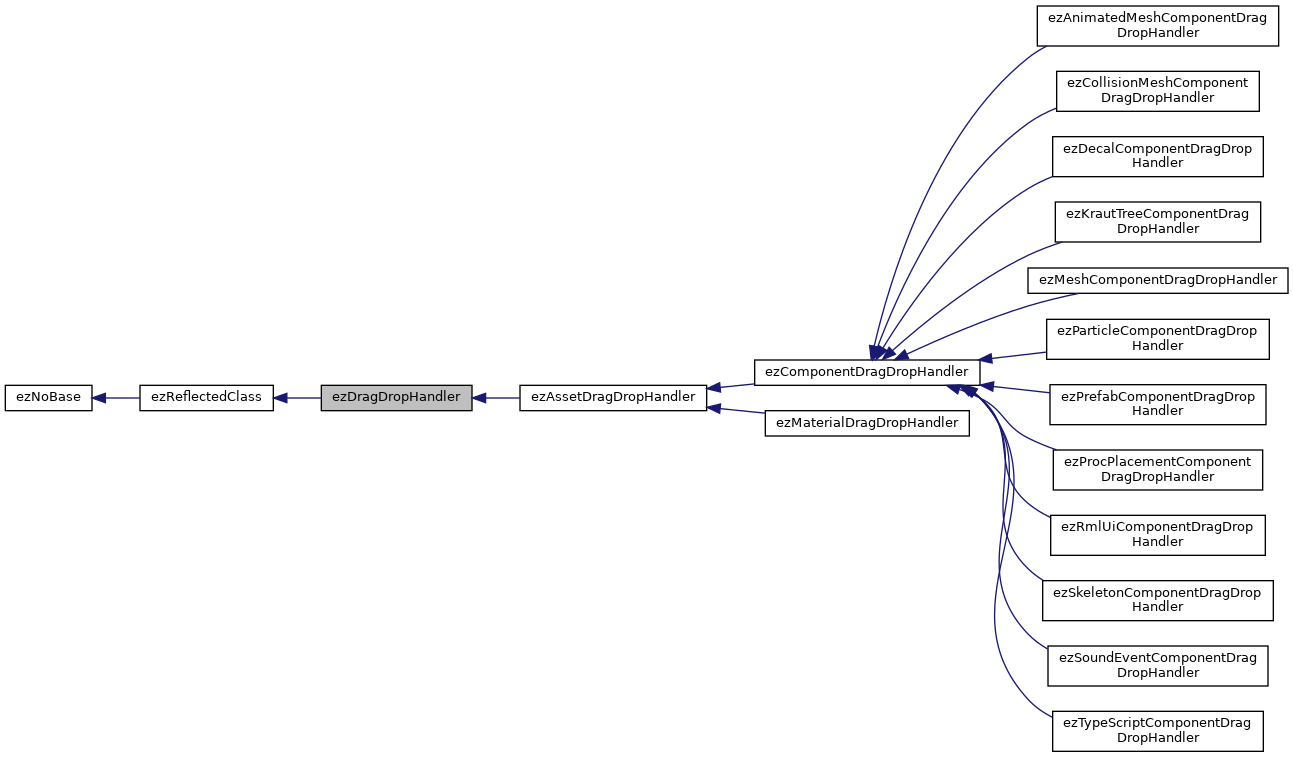 ezAnimatedMeshComponentDrag
DropHandler
ezCollisionMeshComponent
DragDropHandler
ezDecalComponentDragDrop
Handler
ezKrautTreeComponentDrag
DropHandler
ezMeshComponentDragDropHandler
ezParticleComponentDragDrop
Handler
ezComponentDragDropHandler
ezNoBase
ezReflectedClass
ezDragDropHandler
ezAssetDragDropHandler
ezPrefabComponentDragDrop
Handler
ezMaterialDragDropHandler
ezProcPlacementComponent
DragDropHandler
ezRmlUiComponentDragDrop
Handler
ezSkeletonComponentDragDrop
Handler
ezSoundEventComponentDrag
DropHandler
ezTypeScriptComponentDrag
DropHandler